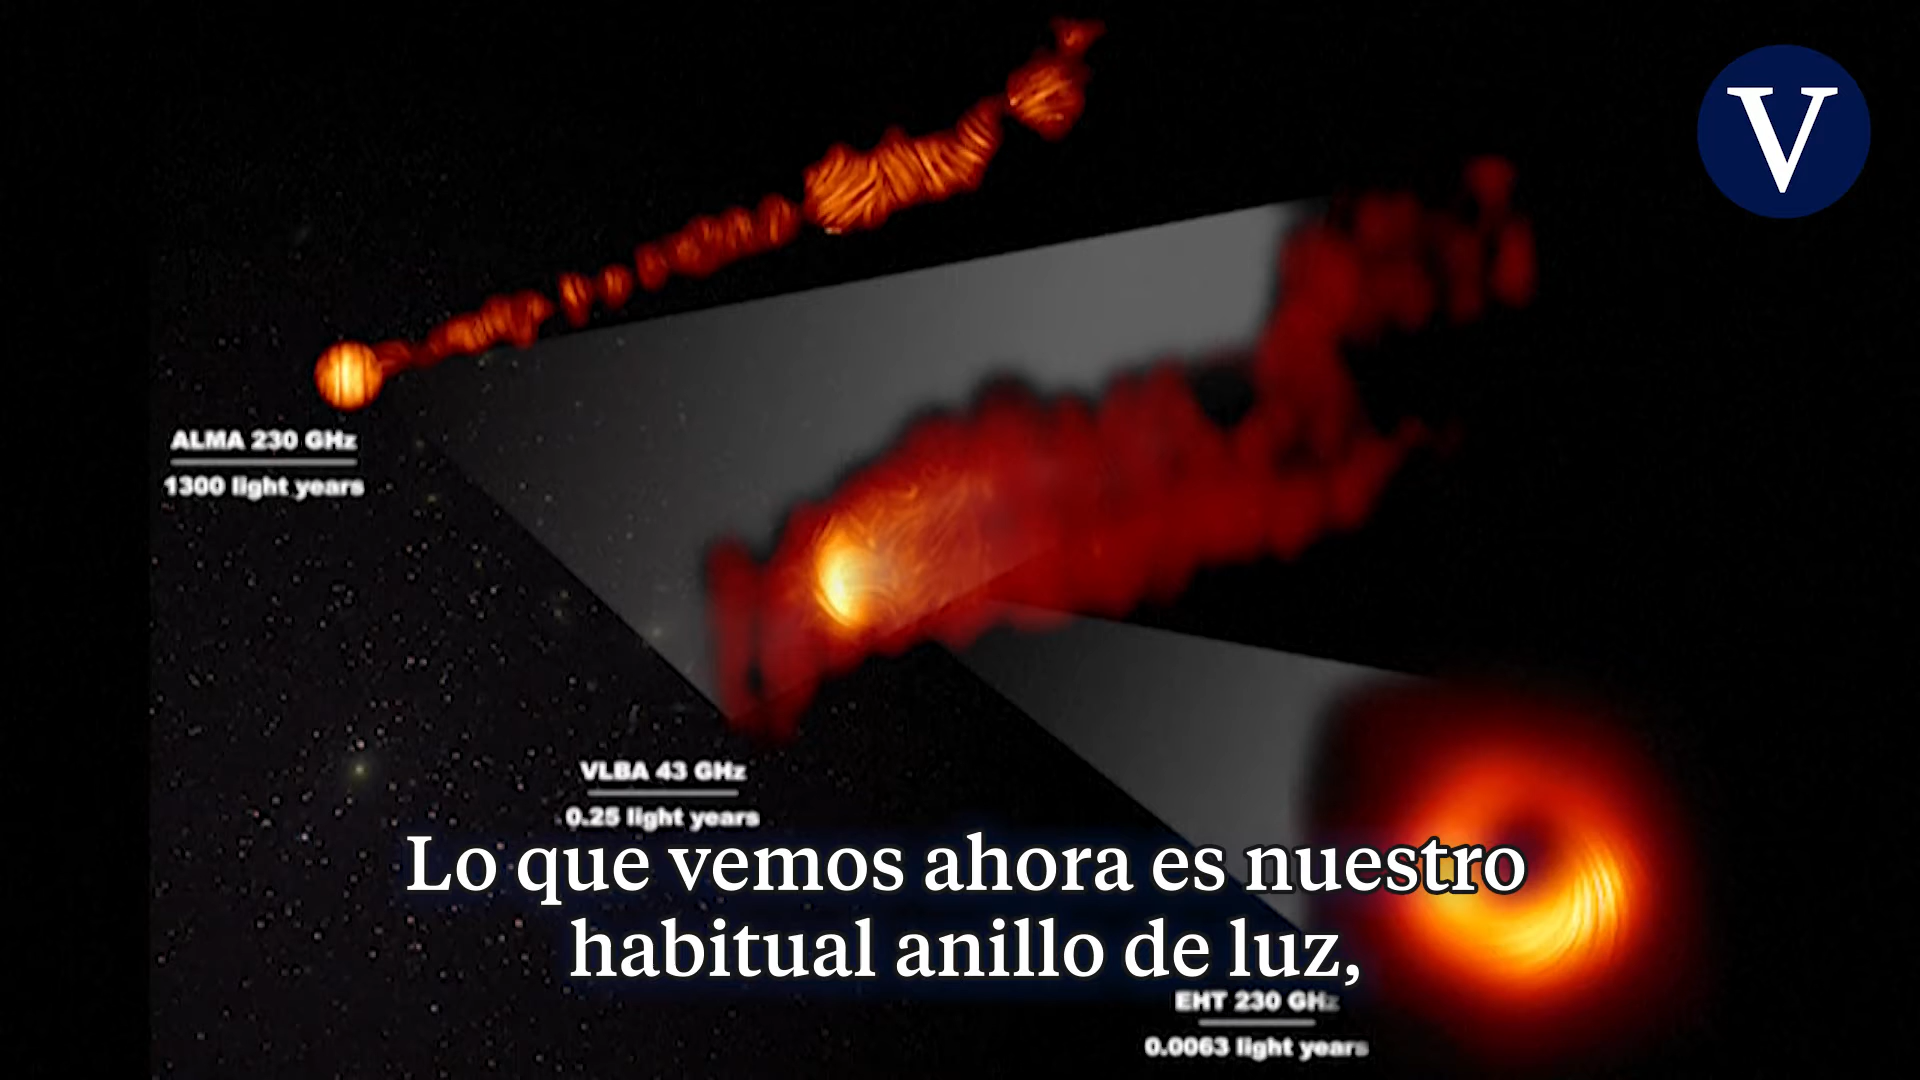 V
ALMA 230 GHz
1300 light years
VLBA 43 GHz
0.25 light years
Lo que vemos ahora es nuestro
habitual anillo de luz,
EHT 230 GHz
0.0063 light years